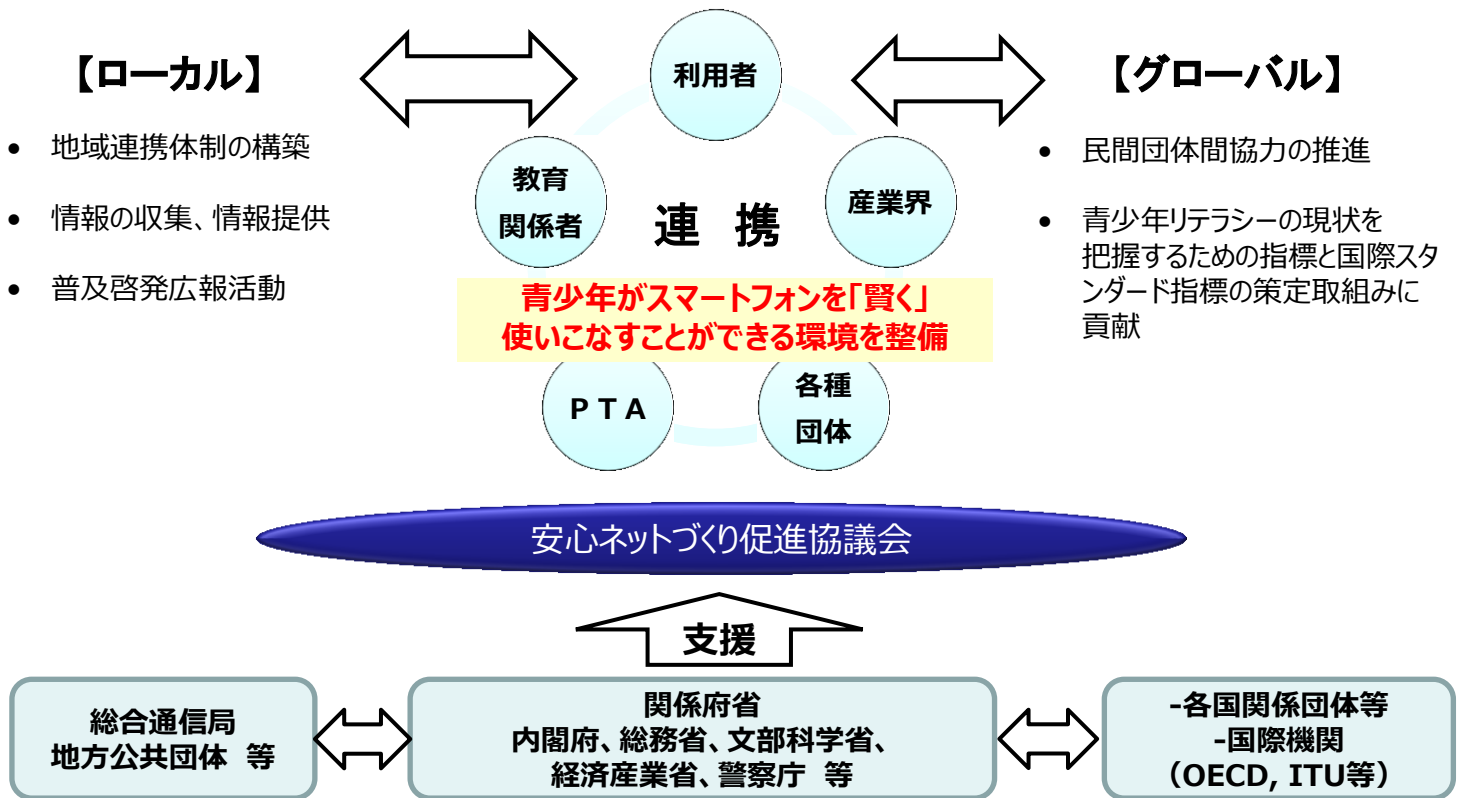 【ローカル】
• 地域連携体制の構築
• 情報の収集、情報提供
• 普及啓発広報活動
利用者
教育
関係者
連 携
産業界
青少年がスマートフォンを「賢く」
使いこなすことができる環境を整備
ＰＴＡ
各種
団体
【グローバル】
• 民間団体間協力の推進
• 青少年リテラシーの現状を
把握するための指標と国際スタ
ンダード指標の策定取組みに
貢献
安心ネットづくり促進協議会
支援
総合通信局
地方公共団体 等
関係府省
内閣府、総務省、文部科学省、
経済産業省、警察庁 等
-各国関係団体等
-国際機関
（OECD, ITU等）